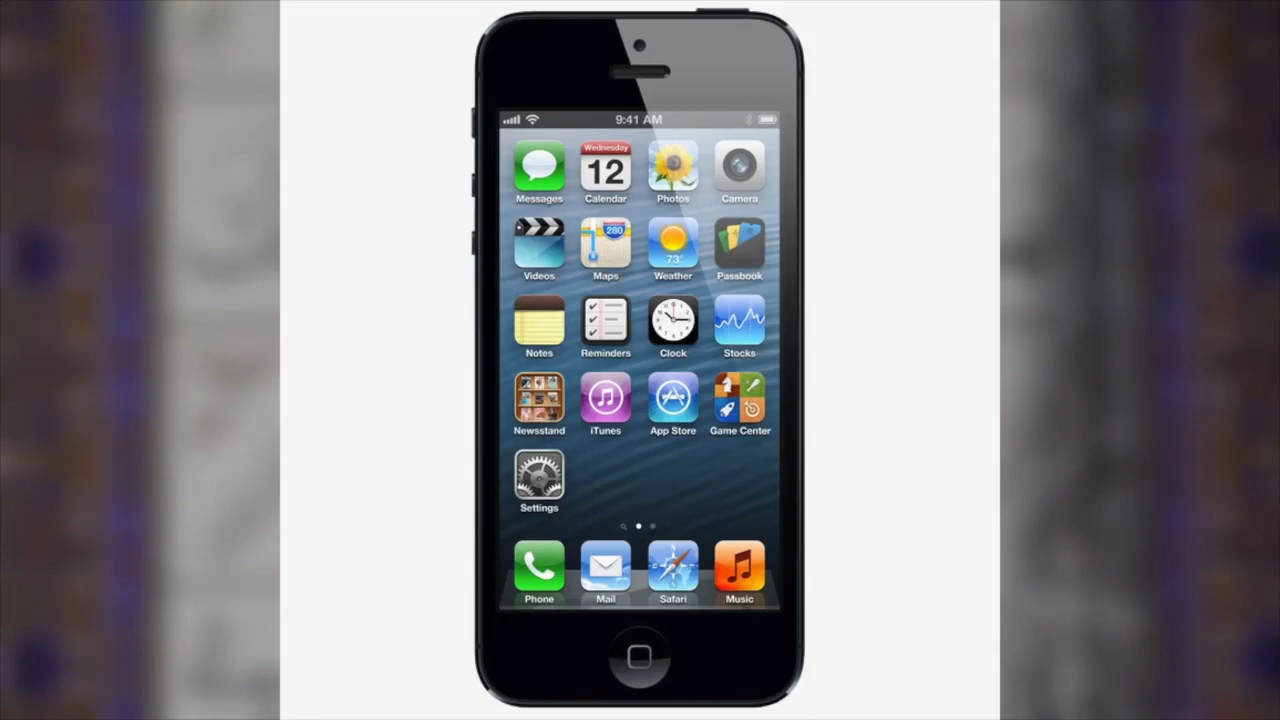 9:41 AM
Wednesday
12
Messages Calendar Photos Camera
280
73°
Videos Maps Weather Passbook
Notes Reminders Clock Stocks
Newsstand iTunes App Store Game Center
Settings
Phone Mail Safari Music